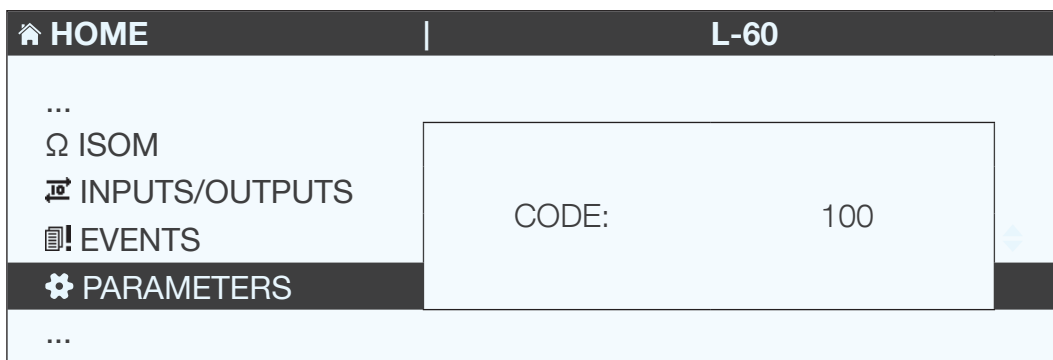 HOME | L-60
...
Ω ISOM
INPUTS/OUTPUTS
CODE: 100
EVENTS
PARAMETERS
...